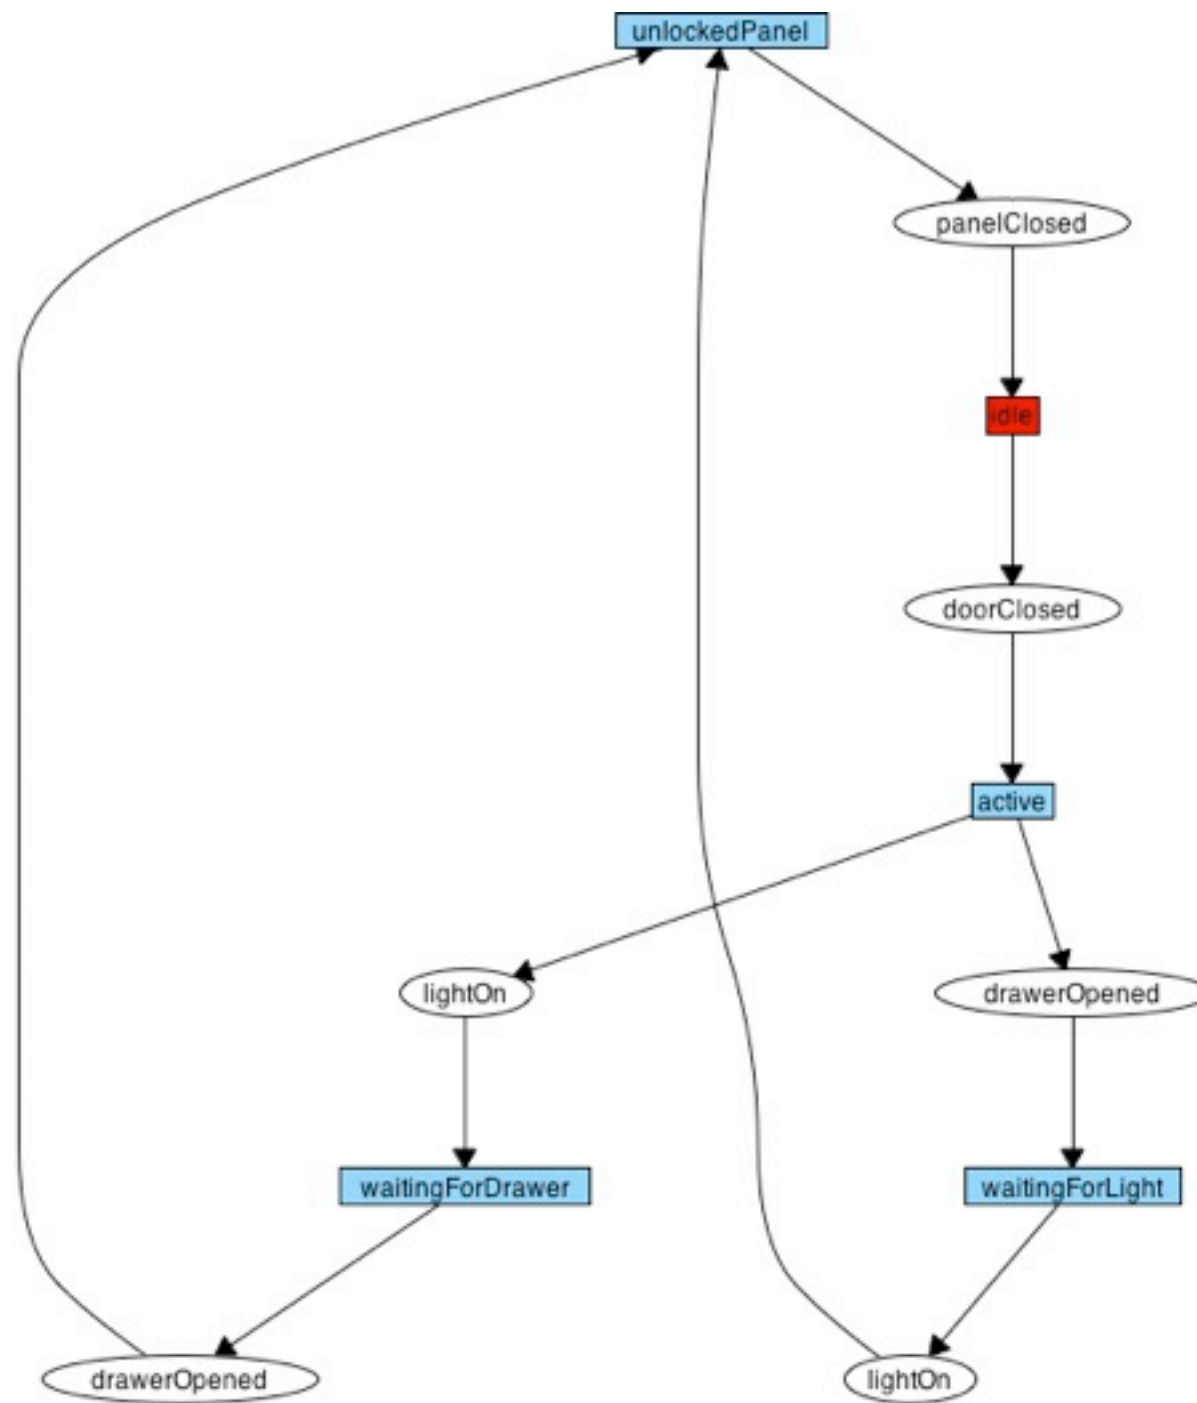 unlockedPanel
panelClosed
idle
doorClosed
active
lightOn
drawerOpened
waitingForDrawer
waitingForLight
drawerOpened
lightOn